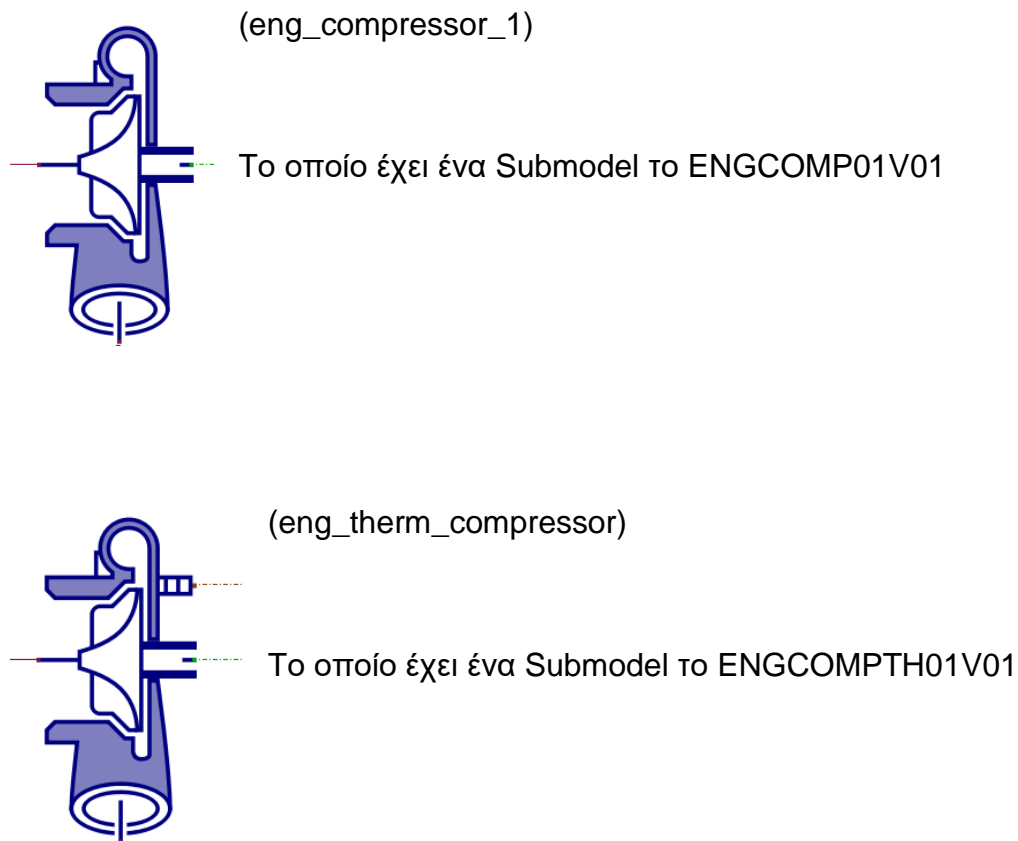 (eng_compressor_1)
Το οποίο έχει ένα Submodel το ENGCOMP01V01
(eng_therm_compressor)
Το οποίο έχει ένα Submodel το ENGCOMPTH01V01